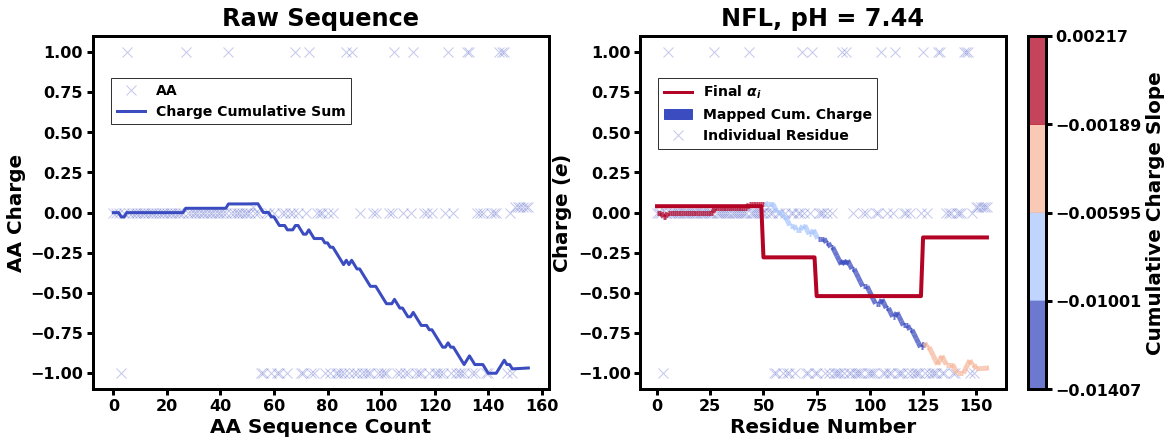 Raw Sequence
AA Charge
1.00
0.75
0.50
0.25
0.00
−0.25
−0.50
−0.75
−1.00
AA
Charge Cumulative Sum
0 20 40 60 80 100 120 140 160
AA Sequence Count
NFL, pH = 7.44
Charge (e)
1.00
0.75
0.50
0.25
0.00
−0.25
−0.50
−0.75
−1.00
Final αi
Mapped Cum. Charge
Individual Residue
0 25 50 75 100 125 150
Residue Number
0.00217
−0.00189
−0.00595
−0.01001
−0.01407
Cumulative Charge Slope